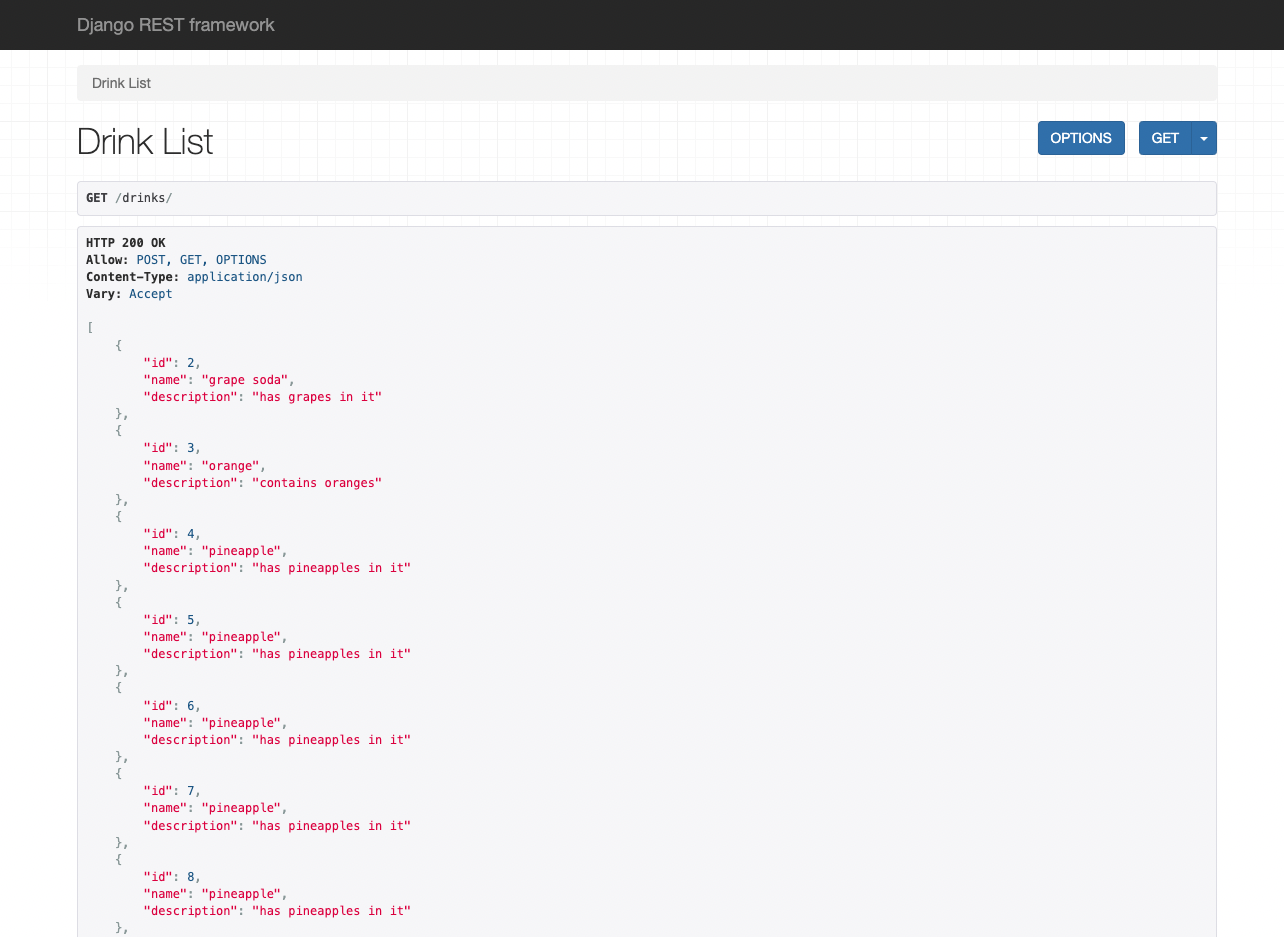 Django REST framework
Drink List
Drink List
OPTIONS
GET
GET /drinks/
HTTP 200 OK
Allow: POST, GET, OPTIONS
Content-Type: application/json
Vary: Accept
[
    {
        "id": 2,
        "name": "grape soda",
        "description": "has grapes in it"
    },
    {
        "id": 3,
        "name": "orange",
        "description": "contains oranges"
    },
    {
        "id": 4,
        "name": "pineapple",
        "description": "has pineapples in it"
    },
    {
        "id": 5,
        "name": "pineapple",
        "description": "has pineapples in it"
    },
    {
        "id": 6,
        "name": "pineapple",
        "description": "has pineapples in it"
    },
    {
        "id": 7,
        "name": "pineapple",
        "description": "has pineapples in it"
    },
    {
        "id": 8,
        "name": "pineapple",
        "description": "has pineapples in it"
    },